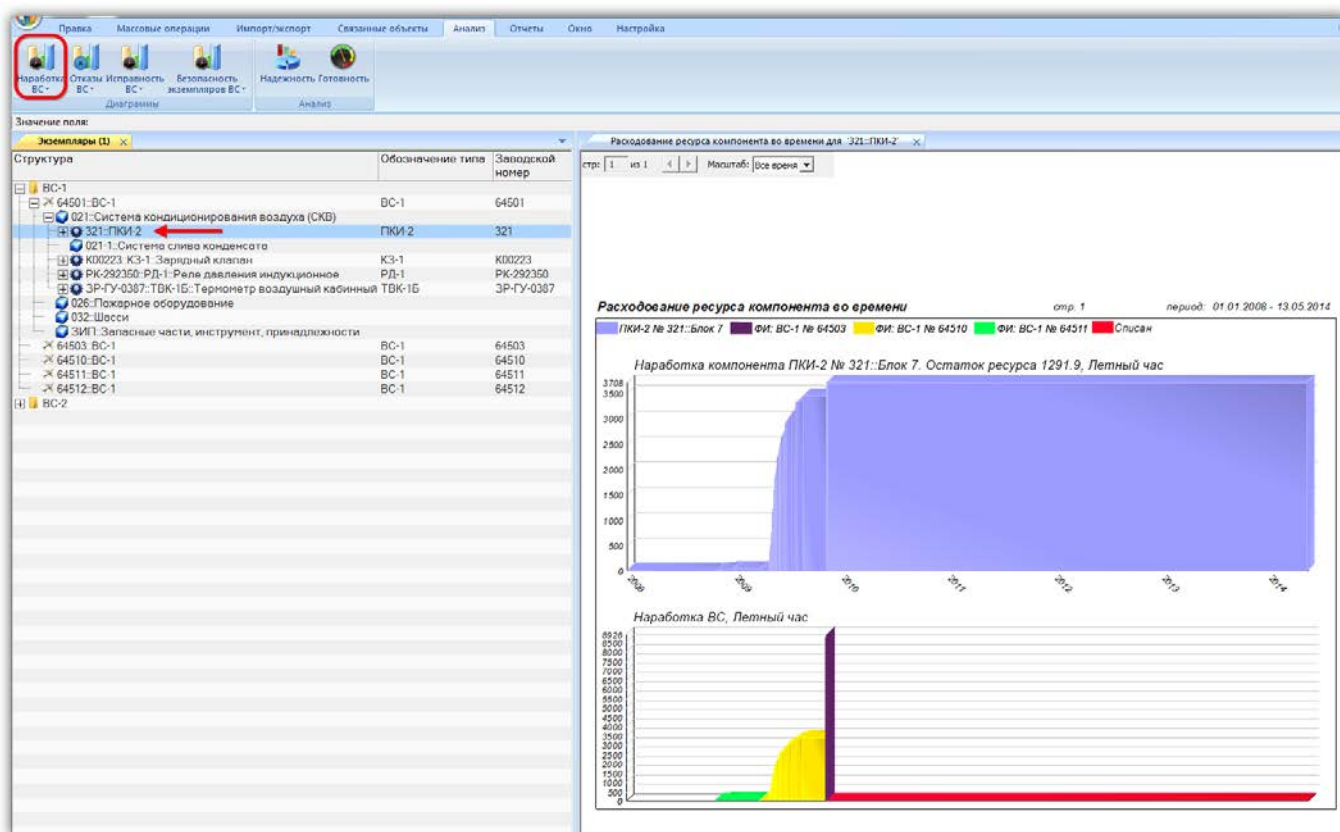 Правка Массовые операции Импорт/экспорт Связанные объекты Анализ Отчеты Окно Настройка
Наработка ВС Отказы ВС Исправность ВС Безопасность экземпляров ВС Надежность Готовность
Диаграммы Анализ
Значение поля:
Экземпляры (1)
Структура Обозначение типа Заводской номер
ВС-1
64501::ВС-1 ВС-1 64501
021::Система кондиционирования воздуха (СКВ)
321::ПКИ-2 ПКИ-2 321
021-1::Система слива конденсата
К00223::КЗ-1::Зарядный клапан КЗ-1 К00223
РК-292350::РД-1::Реле давления индукционное РД-1 РК-292350
ЗР-ГУ-0387::ТВК-1Б::Термометр воздушный кабинный ТВК-1Б ЗР-ГУ-0387
026::Пожарное оборудование
032::Шасси
ЗИП::Запасные части, инструмент, принадлежности
64503::ВС-1 ВС-1 64503
64510::ВС-1 ВС-1 64510
64511::ВС-1 ВС-1 64511
64512::ВС-1 ВС-1 64512
ВС-2
Расходование ресурса компонента во времени для '321::ПКИ-2'
стр: 1 из 1 Масштаб: Все время
Расходование ресурса компонента во времени стр. 1 период: 01.01.2008 - 13.05.2014
ПКИ-2 № 321::Блок 7 ФИ: ВС-1 № 64503 ФИ: ВС-1 № 64510 ФИ: ВС-1 № 64511 Списан
Наработка компонента ПКИ-2 № 321::Блок 7. Остаток ресурса 1291.9, Летный час
3708
3500
3000
2500
2000
1500
1000
500
0
2008 2009 2010 2011 2012 2013 2014
Наработка ВС, Летный час
8926
8500
8000
7500
7000
6500
6000
5500
5000
4500
4000
3500
3000
2500
2000
1500
1000
500
0